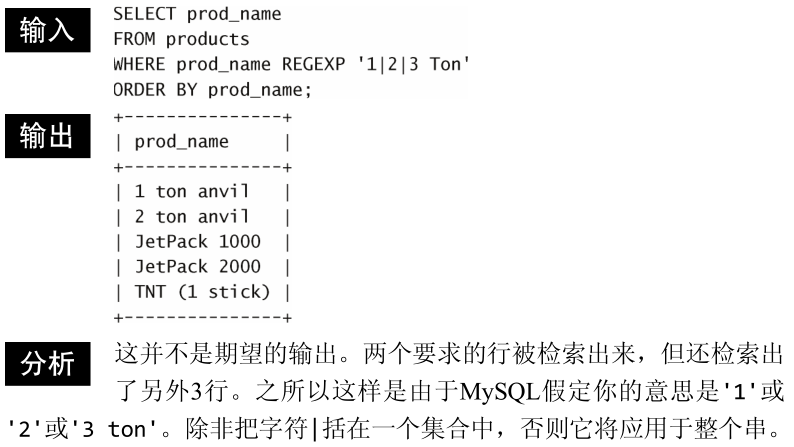 输入
SELECT prod_name
FROM products
WHERE prod_name REGEXP '1|2|3 Ton'
ORDER BY prod_name;
输出
+---------------+
| prod_name     |
+---------------+
| 1 ton anvil   |
| 2 ton anvil   |
| JetPack 1000  |
| JetPack 2000  |
| TNT (1 stick) |
+---------------+
分析
这并不是期望的输出。两个要求的行被检索出来，但还检索出
了另外3行。之所以这样是由于MySQL假定你的意思是'1'或
'2'或'3 ton'。除非把字符|括在一个集合中，否则它将应用于整个串。